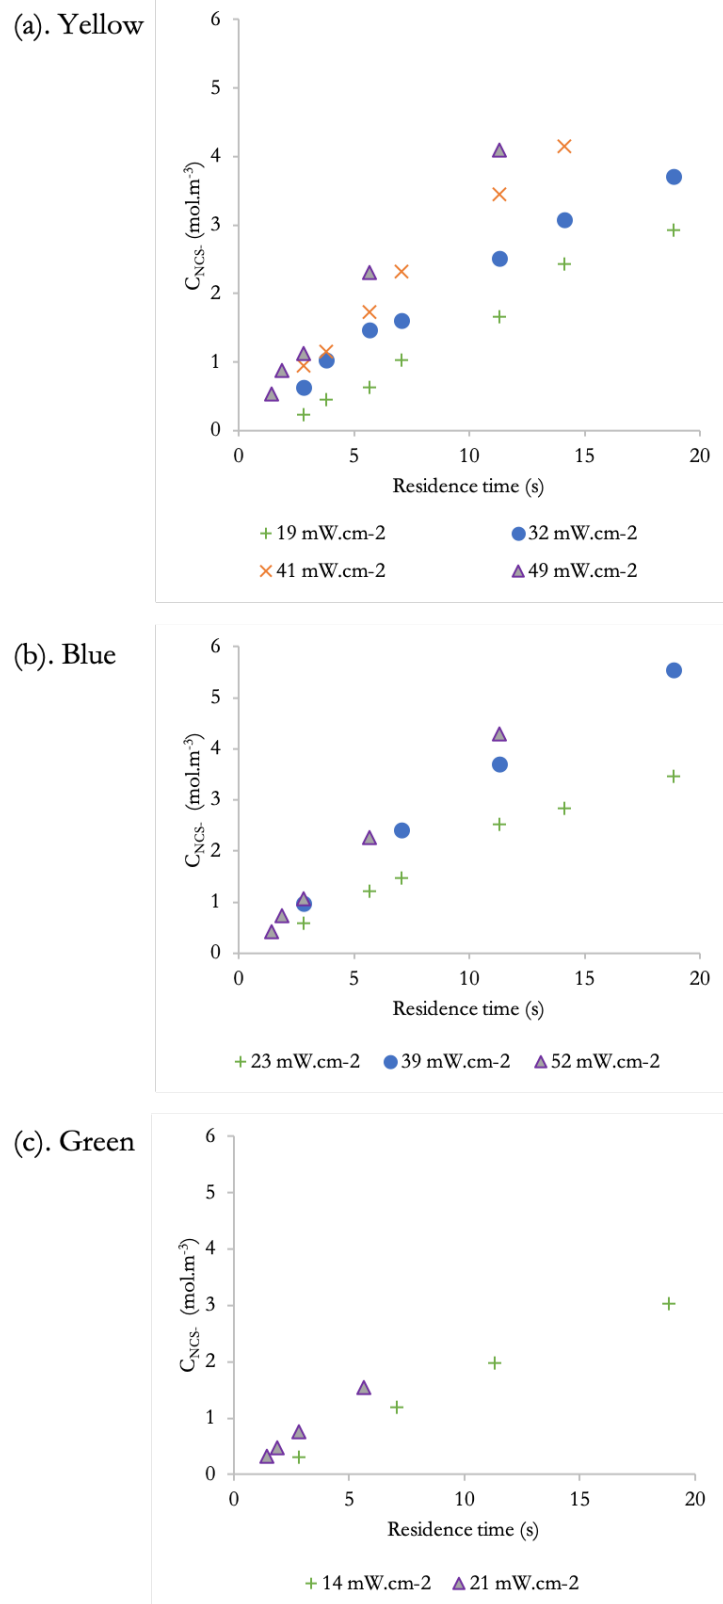 (a). Yellow
6
5
4
3
2
1
0
C_NCS- (mol.m^-3)
0 5 10 15 20
Residence time (s)
19 mW.cm-2 32 mW.cm-2
41 mW.cm-2 49 mW.cm-2
(b). Blue
6
5
4
3
2
1
0
C_NCS- (mol.m^-3)
0 5 10 15 20
Residence time (s)
23 mW.cm-2 39 mW.cm-2 52 mW.cm-2
(c). Green
6
5
4
3
2
1
0
C_NCS- (mol.m^-3)
0 5 10 15 20
Residence time (s)
14 mW.cm-2 21 mW.cm-2